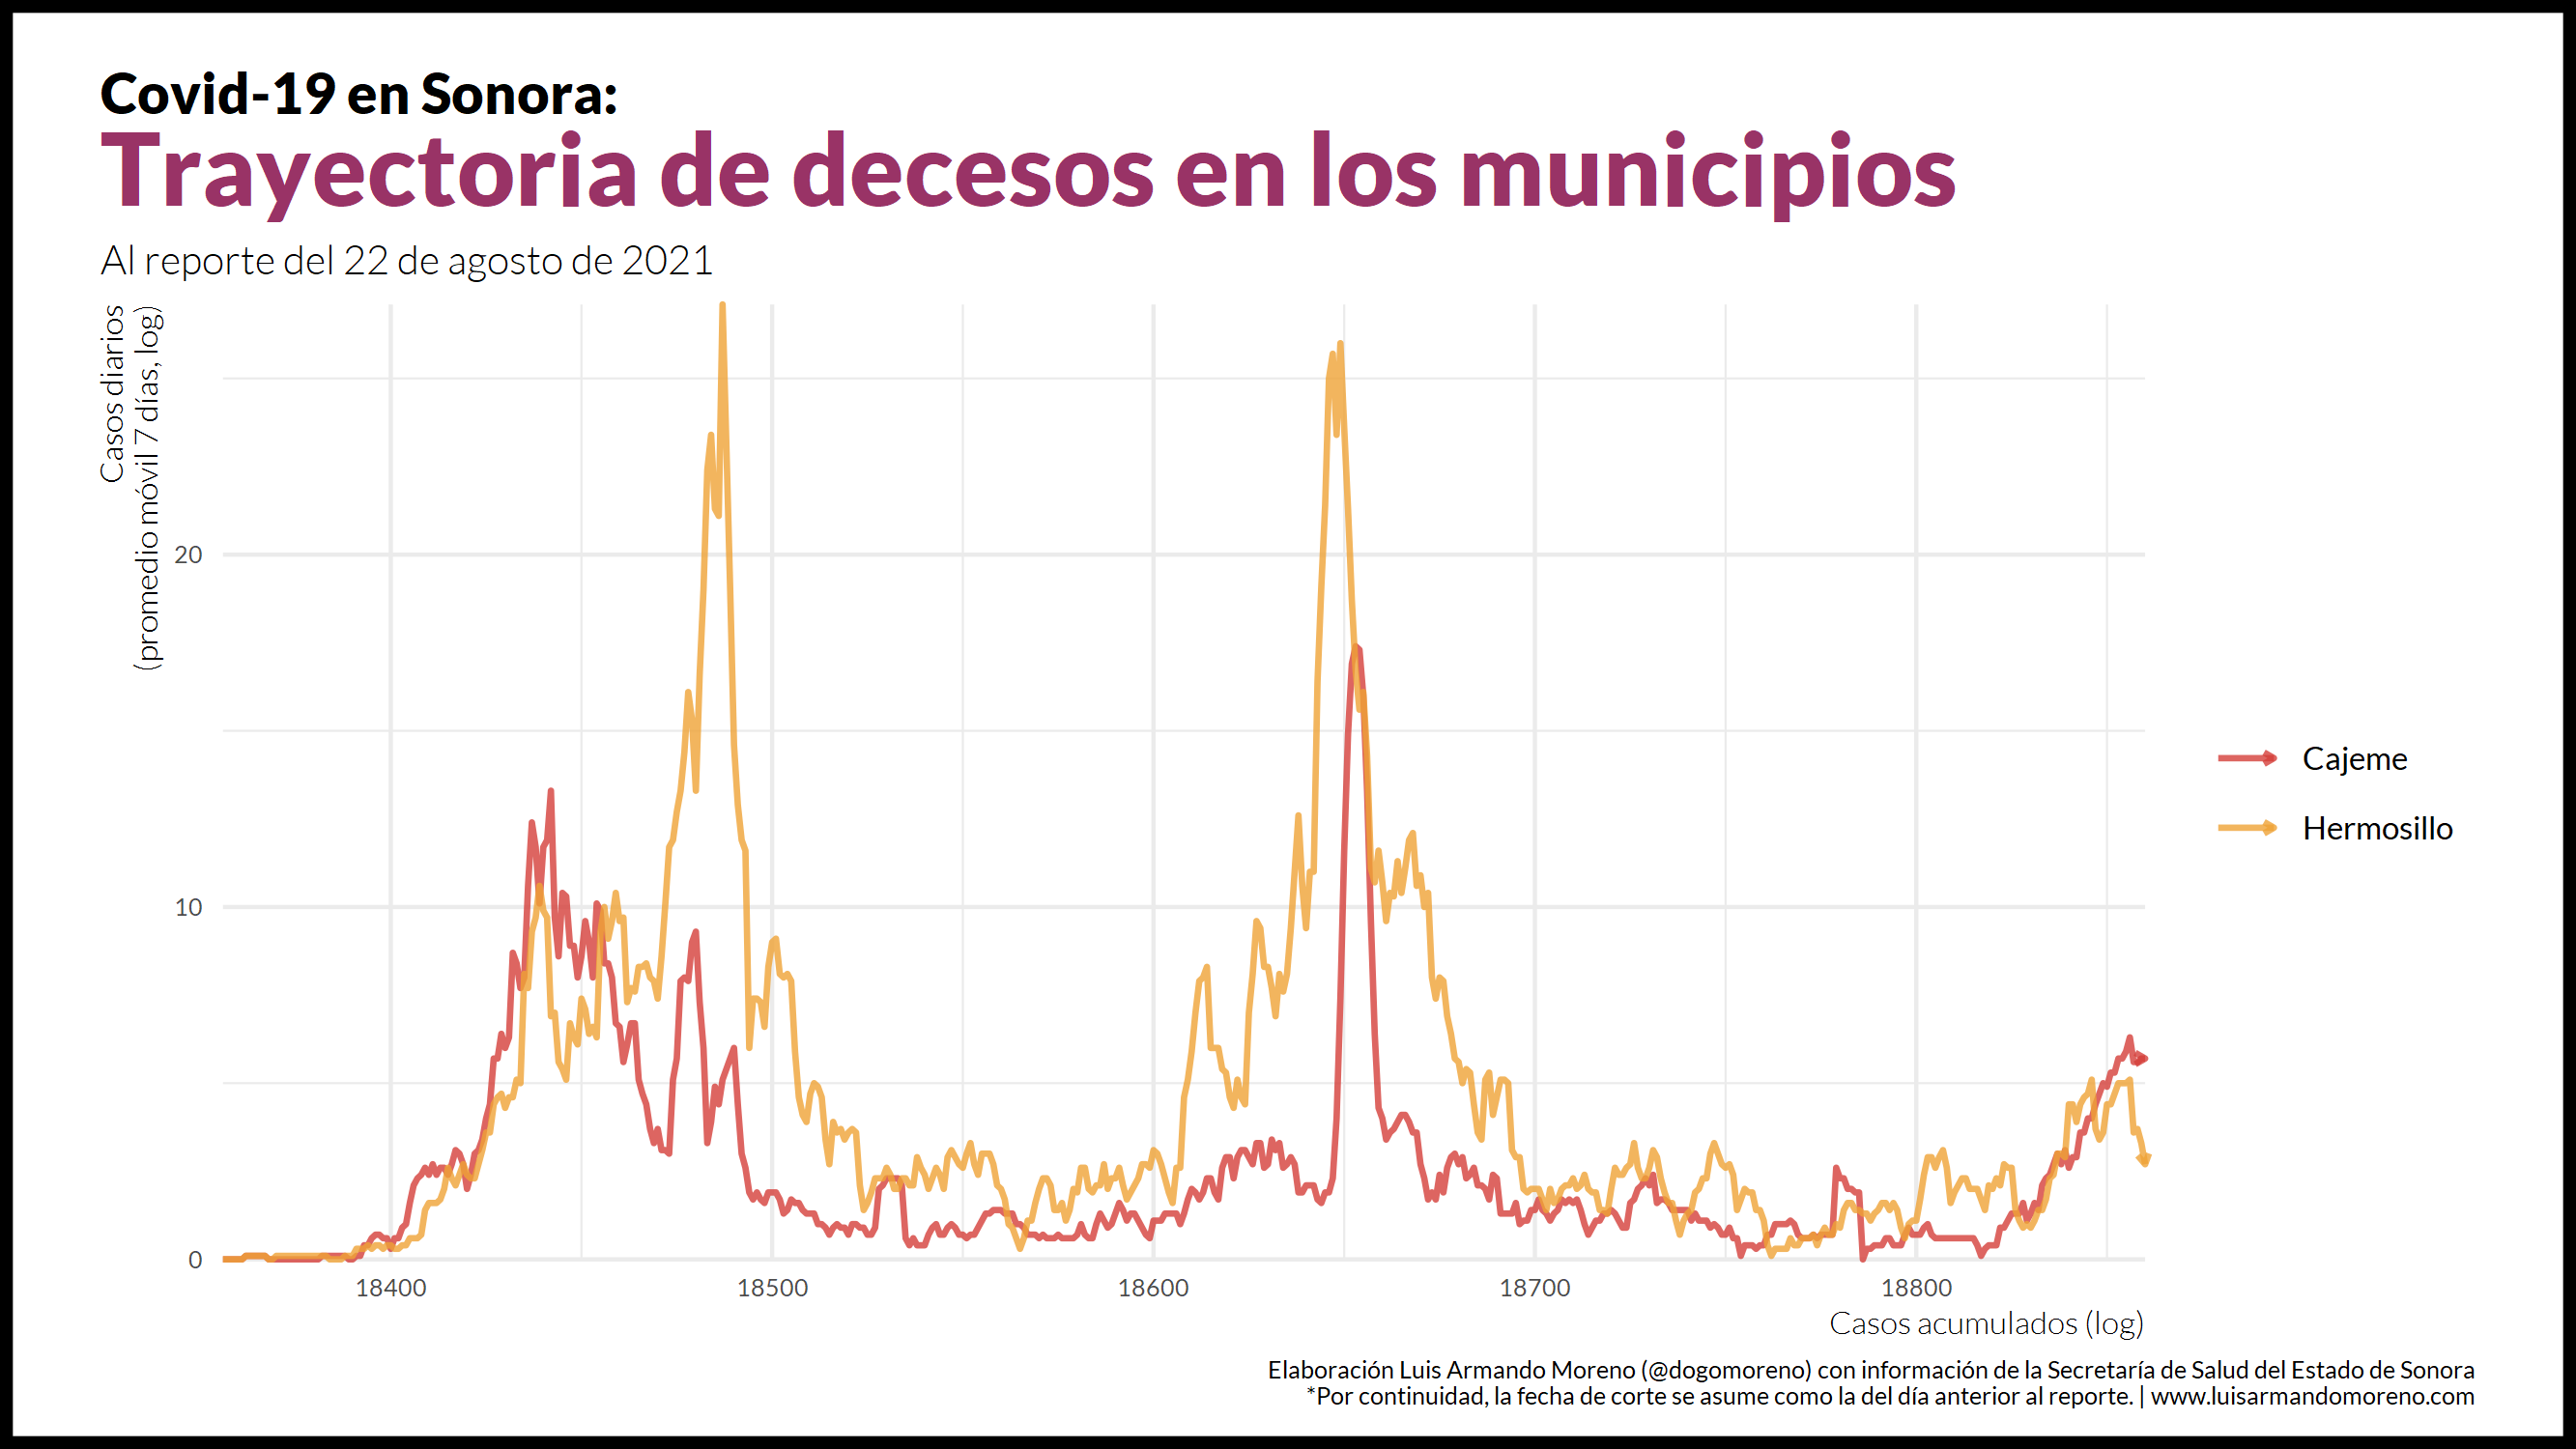 Covid-19 en Sonora:
Trayectoria de decesos en los municipios
Al reporte del 22 de agosto de 2021
Casos diarios
(promedio móvil 7 días, log)
20
10
0
18400
18500
18600
18700
18800
Casos acumulados (log)
Cajeme
Hermosillo
Elaboración Luis Armando Moreno (@dogomoreno) con información de la Secretaría de Salud del Estado de Sonora
*Por continuidad, la fecha de corte se asume como la del día anterior al reporte. | www.luisarmandomoreno.com